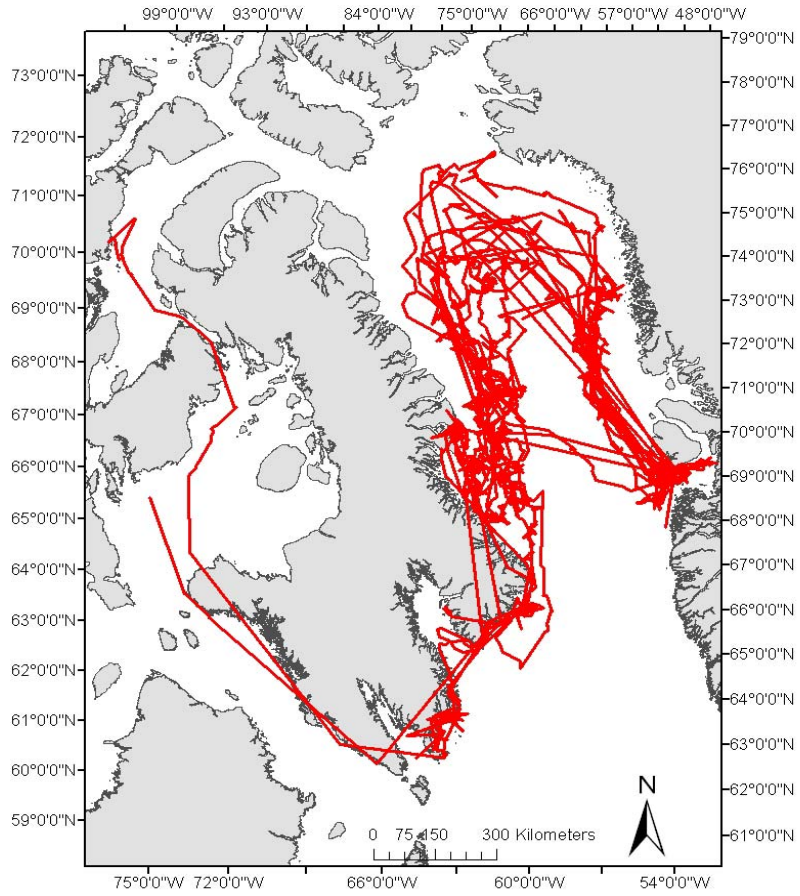 99°0'0"W 93°0'0"W 84°0'0"W 75°0'0"W 66°0'0"W 57°0'0"W 48°0'0"W
79°0'0"N
73°0'0"N 78°0'0"N
72°0'0"N 77°0'0"N
71°0'0"N 76°0'0"N
70°0'0"N 75°0'0"N
69°0'0"N 74°0'0"N
68°0'0"N 73°0'0"N
67°0'0"N 72°0'0"N
66°0'0"N 71°0'0"N
65°0'0"N 70°0'0"N
64°0'0"N 69°0'0"N
63°0'0"N 68°0'0"N
62°0'0"N 67°0'0"N
61°0'0"N 66°0'0"N
60°0'0"N 65°0'0"N
59°0'0"N 64°0'0"N
63°0'0"N
62°0'0"N
61°0'0"N
N
0 75 150 300 Kilometers
75°0'0"W 72°0'0"W 66°0'0"W 60°0'0"W 54°0'0"W